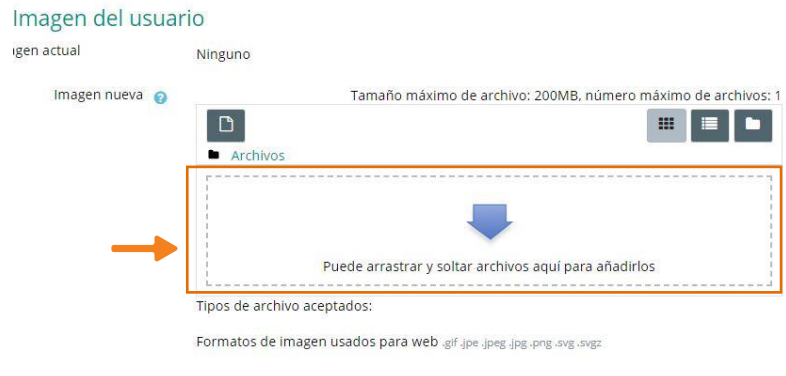 Imagen del usuario
igen actual
Ninguno
Imagen nueva
Tamaño máximo de archivo: 200MB, número máximo de archivos: 1
Archivos
Puede arrastrar y soltar archivos aquí para añadirlos
Tipos de archivo aceptados:
Formatos de imagen usados para web .gif .jpe .jpeg .jpg .png .svg .svgz